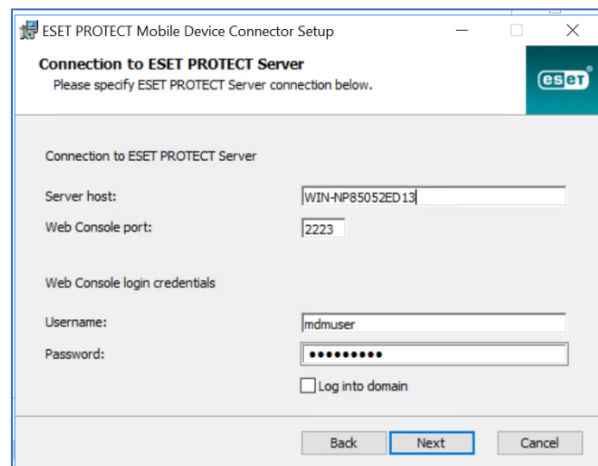 ESET PROTECT Mobile Device Connector Setup
Connection to ESET PROTECT Server
Please specify ESET PROTECT Server connection below.
eset®
Connection to ESET PROTECT Server
Server host: WIN-NP85052ED13
Web Console port: 2223
Web Console login credentials
Username: mdmuser
Password: •••••••••
Log into domain
Back Next Cancel